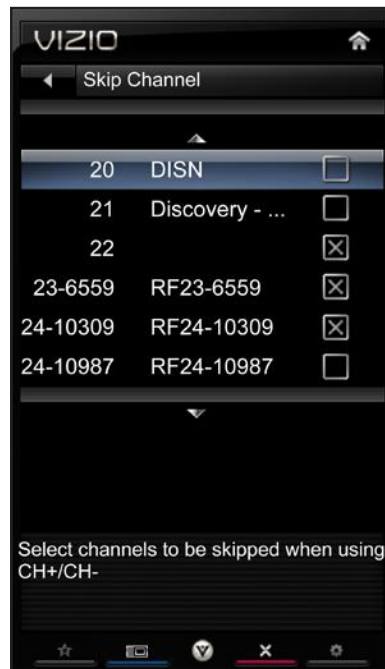 VIZIO
Skip Channel
20 DISN
21 Discovery - ...
22
23-6559 RF23-6559
24-10309 RF24-10309
24-10987 RF24-10987
Select channels to be skipped when using
CH+/CH-
V